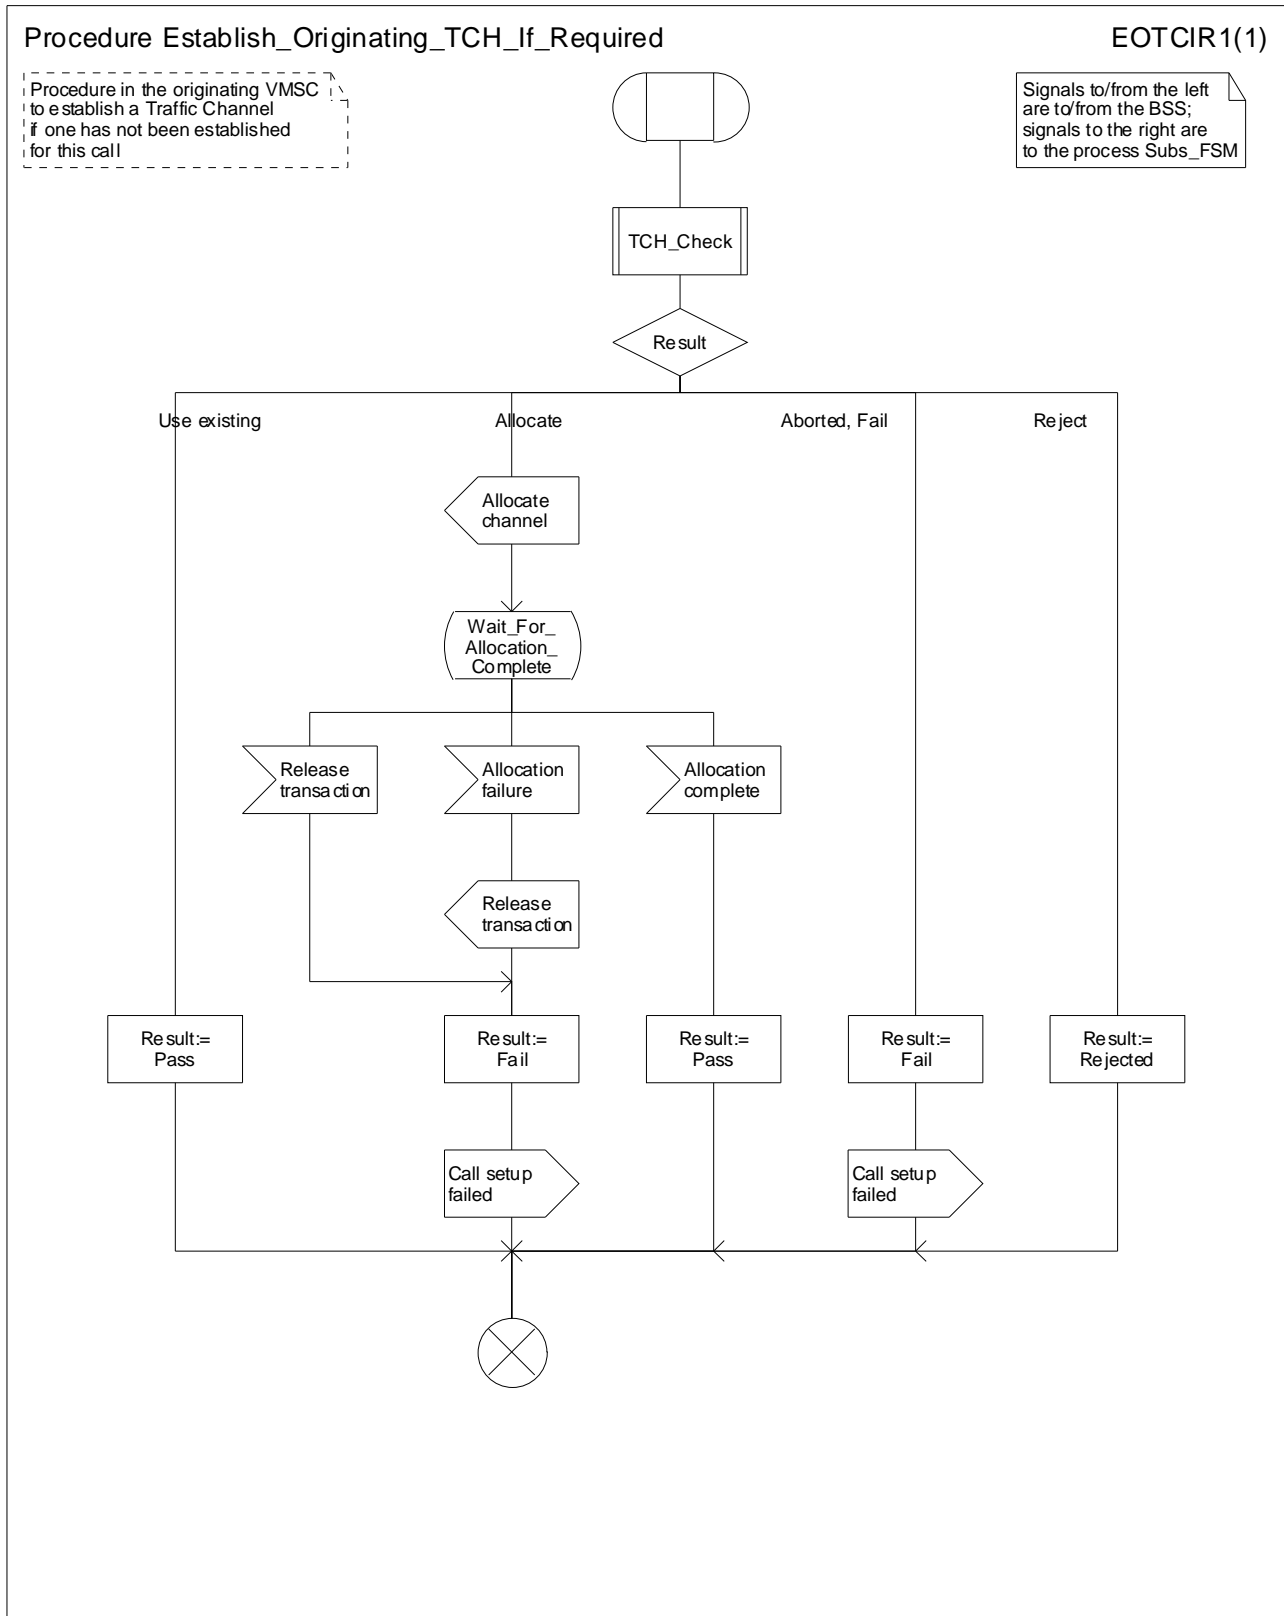 Procedure Establish_Originating_TCH_If_Required
EOTCIR1(1)
Procedure in the originating VMSC
to establish a Traffic Channel
if one has not been established
for this call
Signals to/from the left
are to/from the BSS;
signals to the right are
to the process Subs_FSM
TCH_Check
Result
Use existing
Allocate
Aborted, Fail
Reject
Allocate
channel
Wait_For_
Allocation_
Complete
Release
transaction
Allocation
failure
Allocation
complete
Release
transaction
Result:=
Pass
Result:=
Fail
Result:=
Pass
Result:=
Fail
Result:=
Rejected
Call setup
failed
Call setup
failed